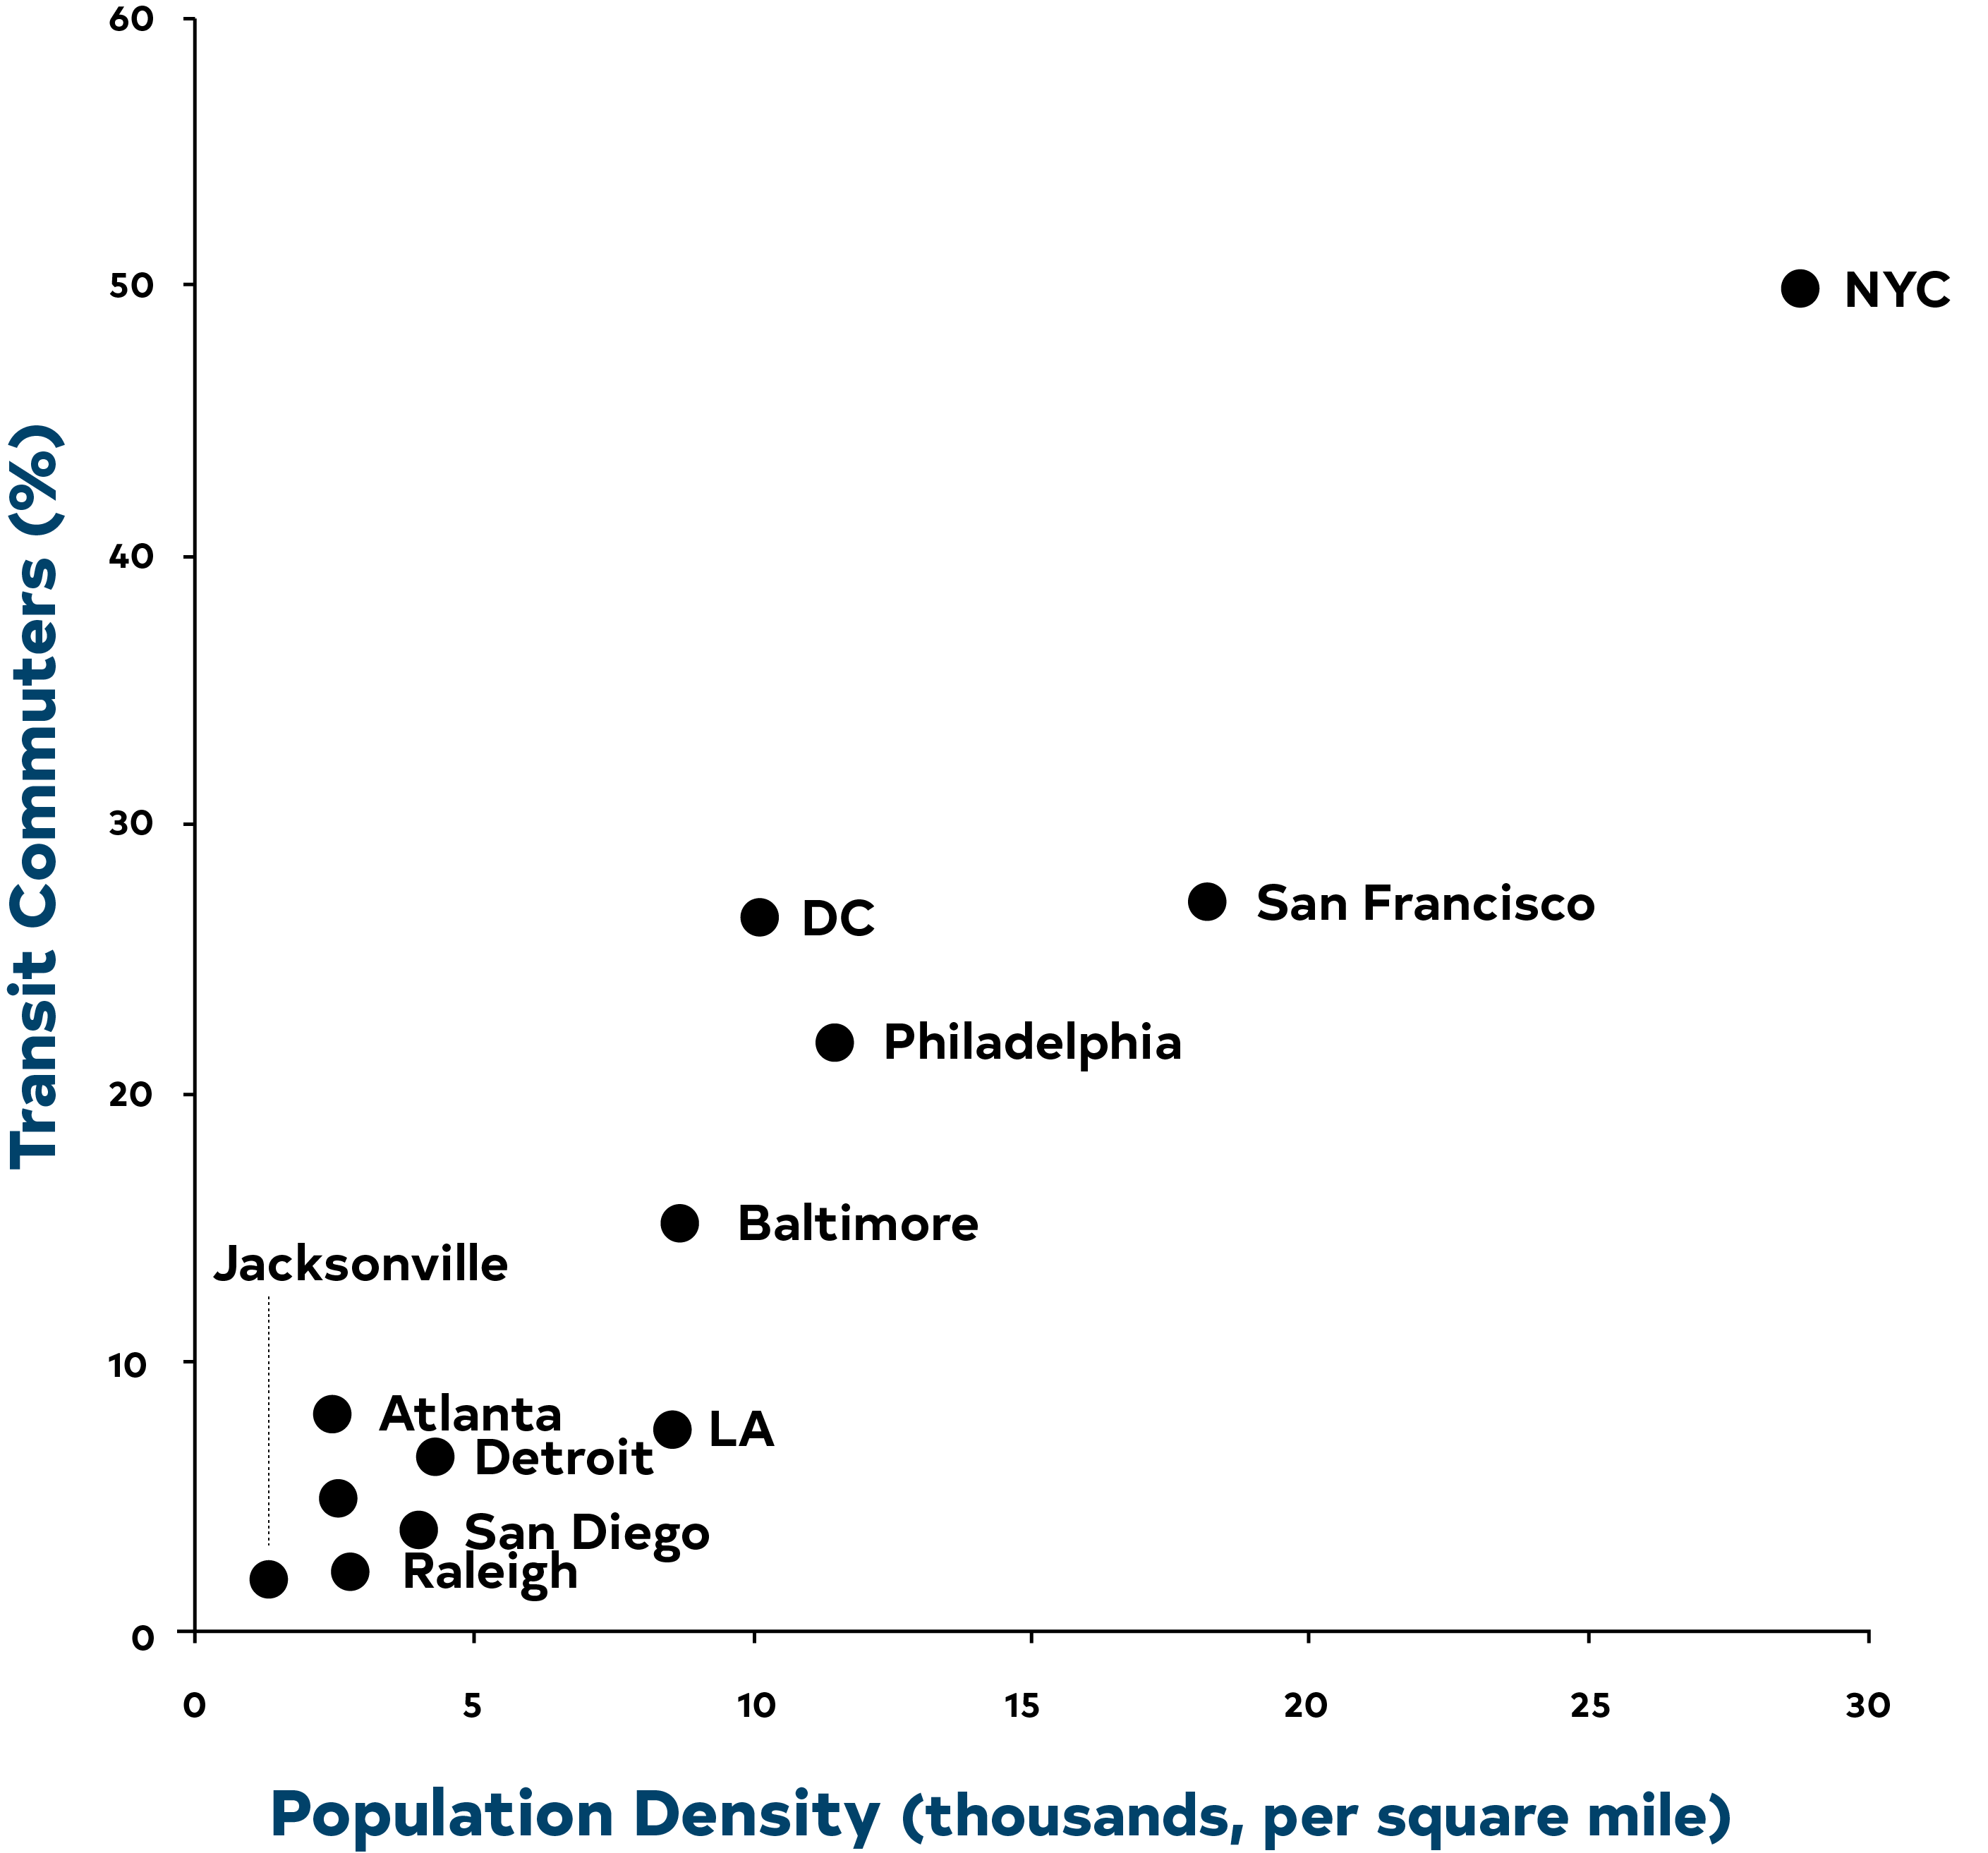 60
50
NYC
40
30
San Francisco
DC
Philadelphia
20
Baltimore
Jacksonville
10
Atlanta
LA
Detroit
San Diego
Raleigh
0
0 5 10 15 20 25 30
Transit Commuters (%)
Population Density (thousands, per square mile)